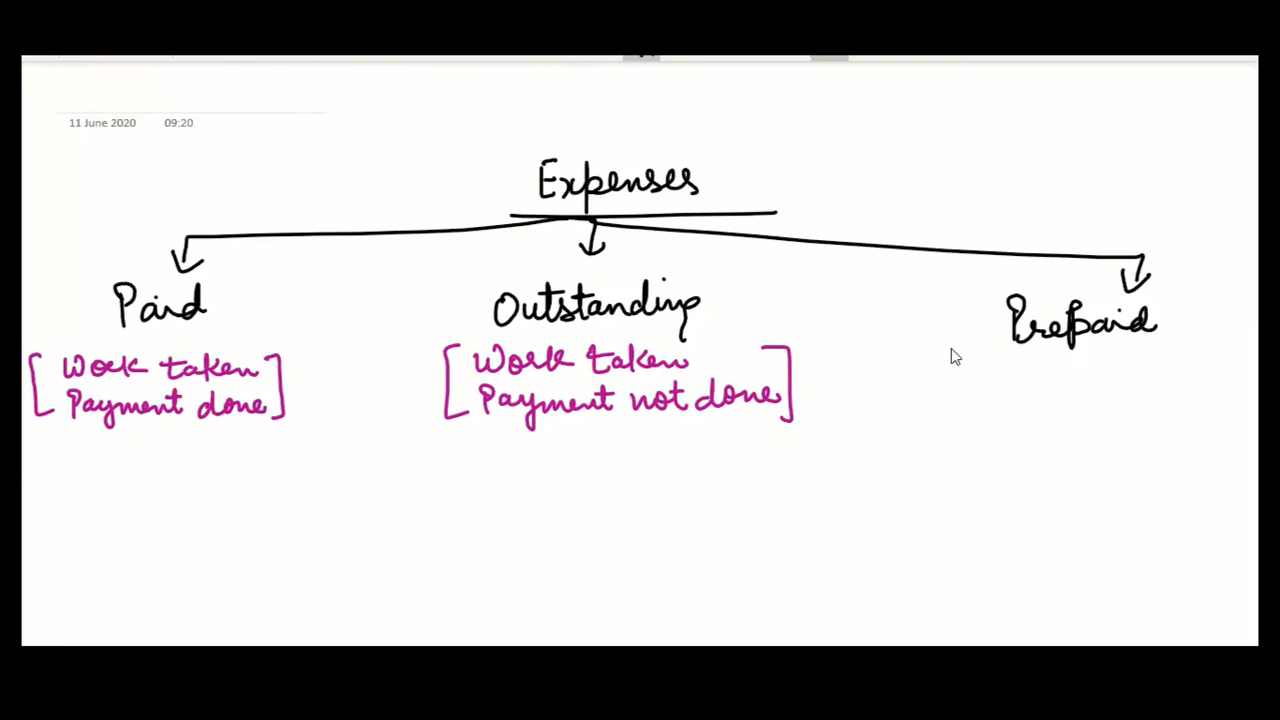 11 June 2020 09:20
Expenses
Paid Outstanding Prepaid
[Work taken
Payment done]
[Work taken
Payment not done]